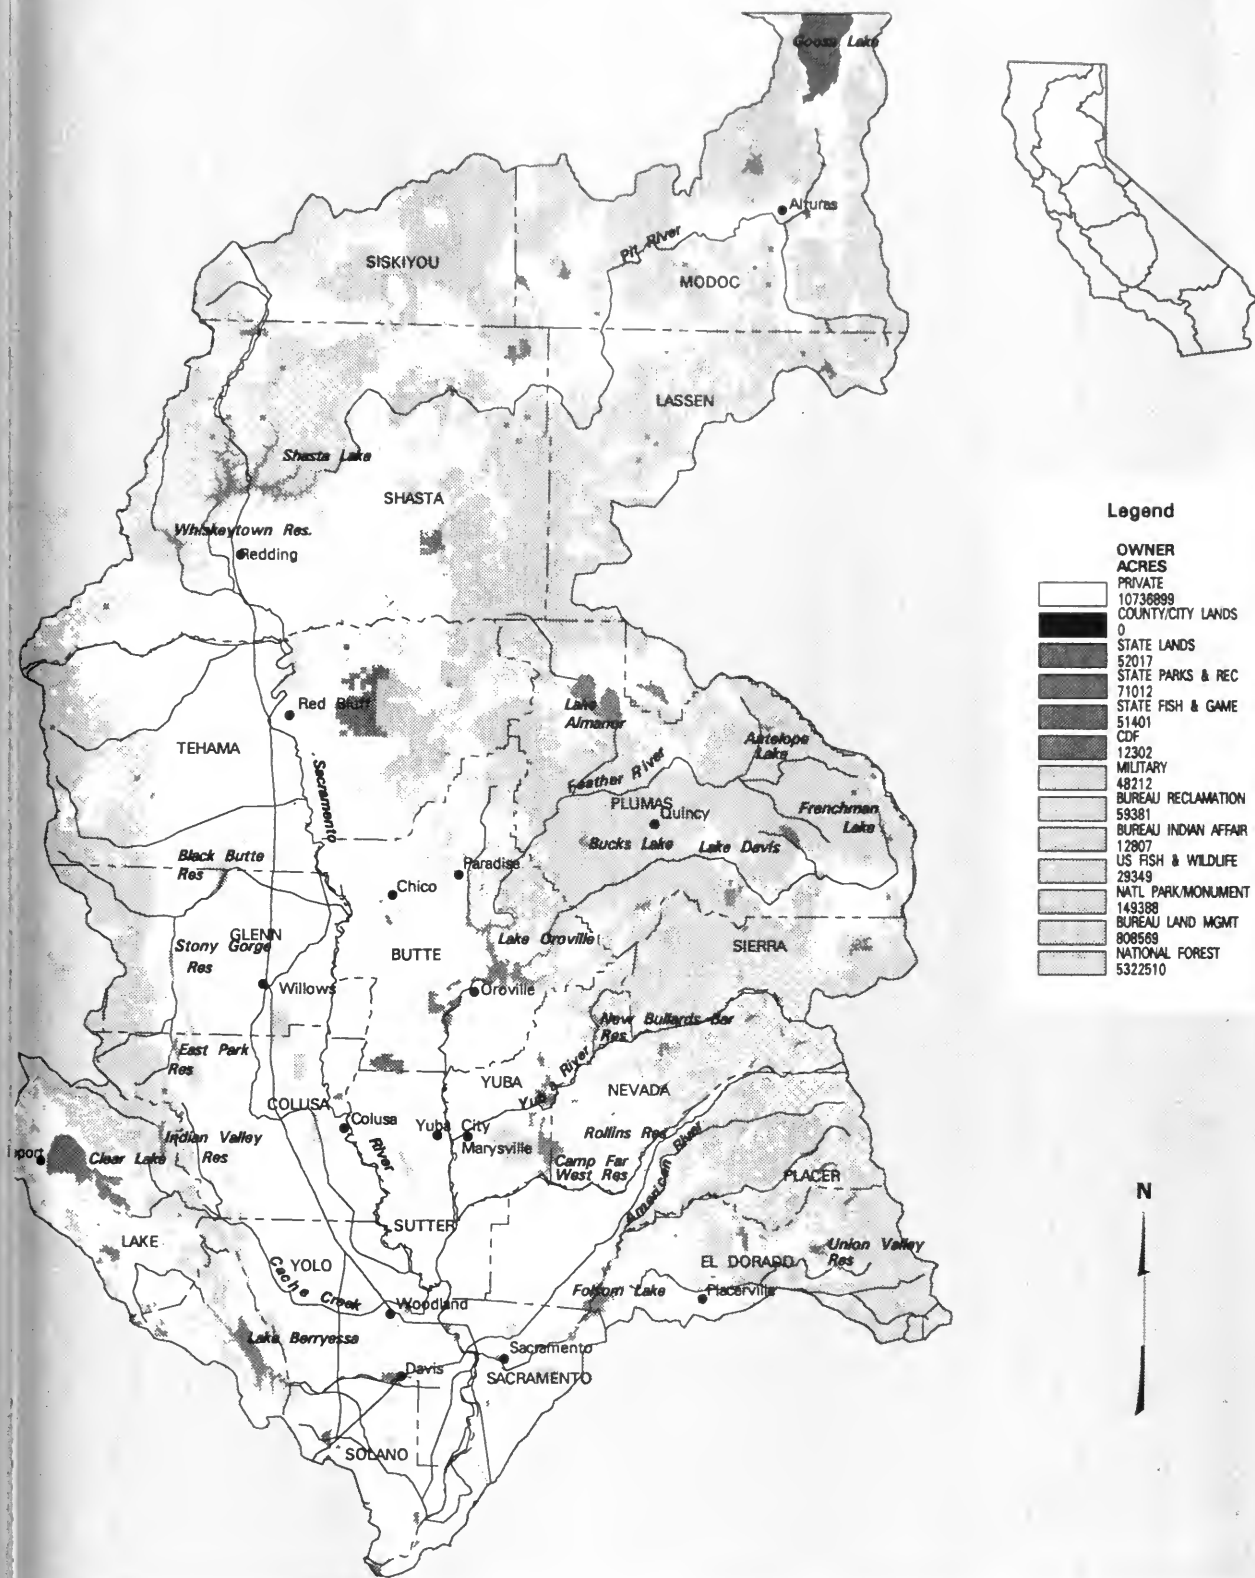 Goose Lake
Alturas
Pit River
SISKIYOU
MODOC
LASSEN
Shasta Lake
SHASTA
Whiskeytown Res.
Redding
Legend
OWNER
ACRES
PRIVATE
10736899
COUNTY/CITY LANDS
0
STATE LANDS
52017
STATE PARKS & REC
71012
STATE FISH & GAME
51401
CDF
12302
MILITARY
48212
BUREAU RECLAMATION
59381
BUREAU INDIAN AFFAIR
12807
US FISH & WILDLIFE
29349
NATL PARK/MONUMENT
149388
BUREAU LAND MGMT
808569
NATIONAL FOREST
5322510
Red Bluff
Lake
Almanor
TEHAMA
Antelope
Lake
Sacramento
Feather River
PLUMAS
Quincy
Frenchman
Lake
Bucks Lake
Lake Davis
Black Butte
Res
Paradise
Chico
GLENN
Stony Gorge
Res
BUTTE
Lake Oroville
SIERRA
Willows
Oroville
New Bullards Bar
Res
East Park
Res
YUBA
Yuba River
NEVADA
COLUSA
Colusa
Yuba City
Marysville
Rollins Res
Indian Valley
Res
River
Camp Far
West Res
American River
port
Clear Lake
PLACER
N
LAKE
SUTTER
YOLO
Cache Creek
EL DORADO
Union Valley
Res
Folsom Lake
Placerville
Woodland
Lake Berryessa
Sacramento
Davis
SACRAMENTO
SOLANO